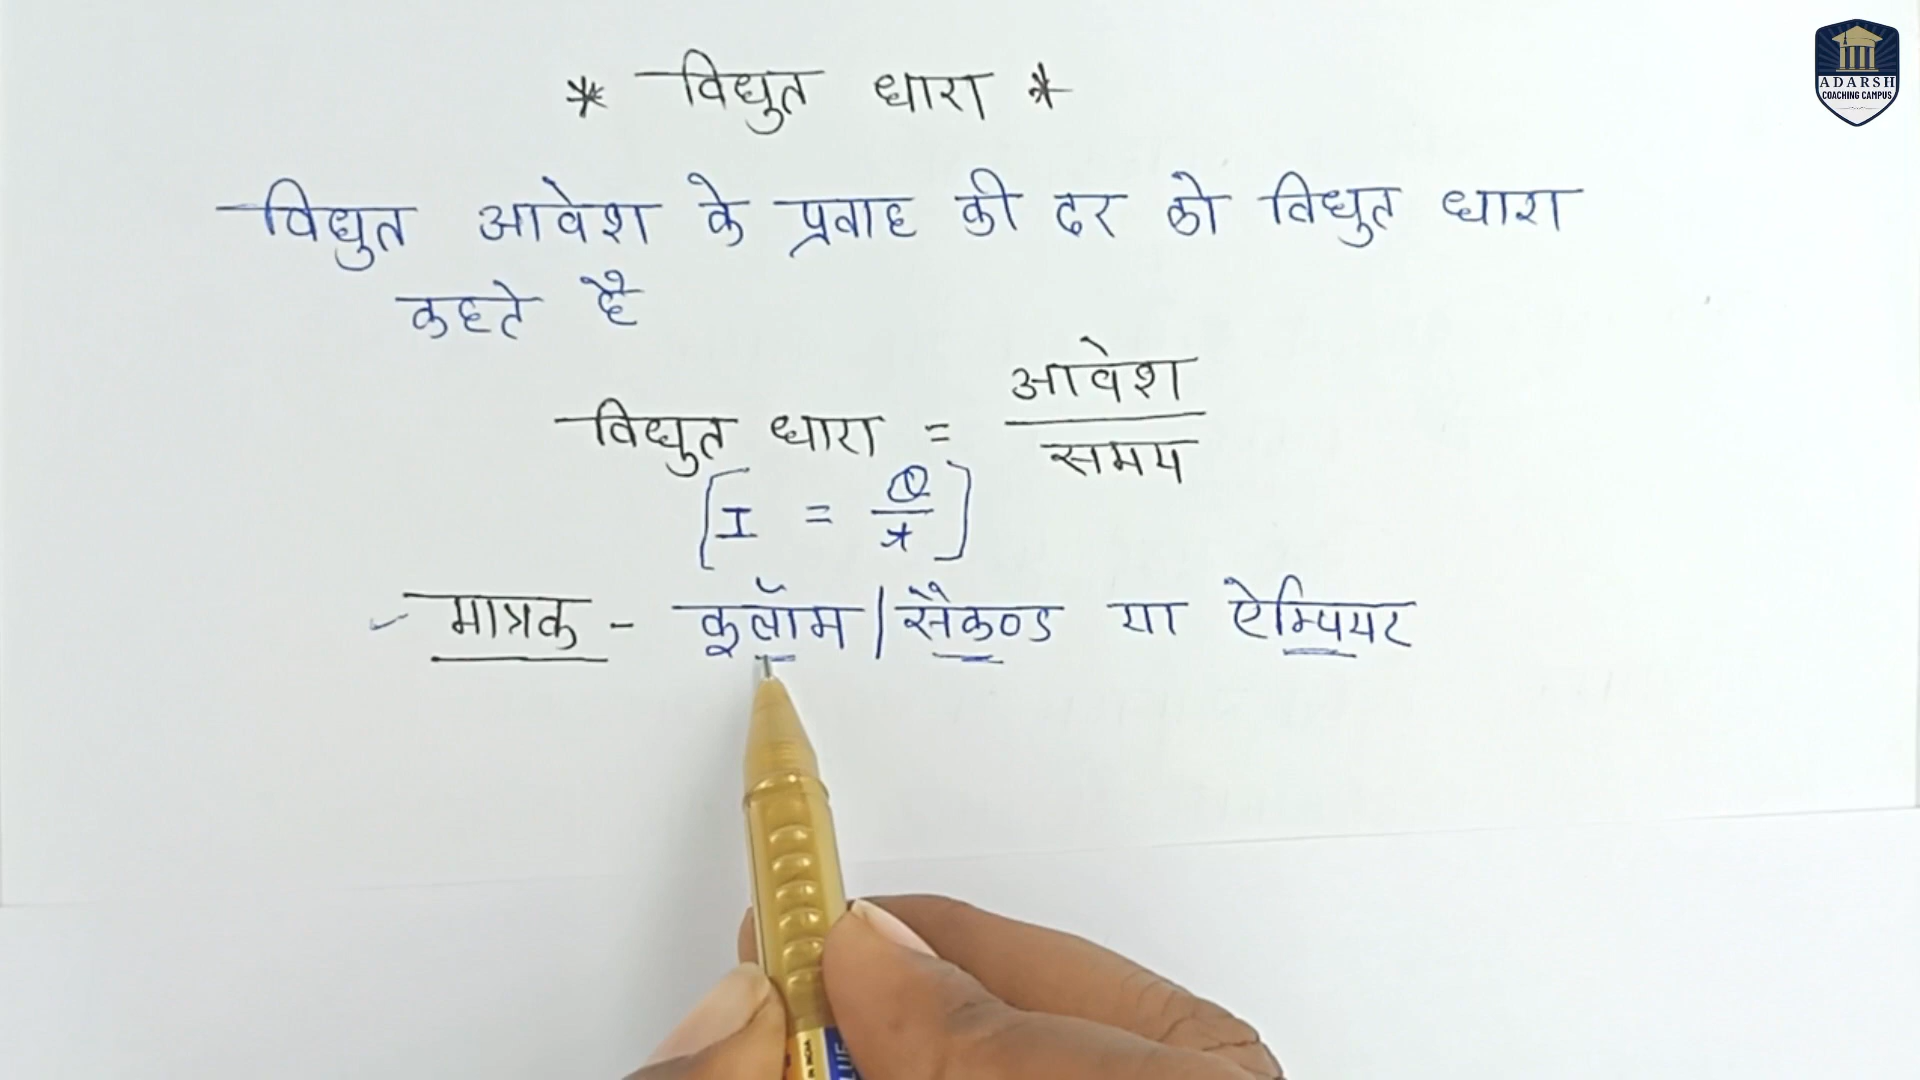 * विधुत धारा *
विधुत आवेश के प्रवाह की दर को विधुत धारा
कहते है
विधुत धारा = आवेश / समय
[I = Q / t]
मात्रक - कूलॉम | सैकण्ड या ऐम्पियर
ADARSH
COACHING CAMPUS